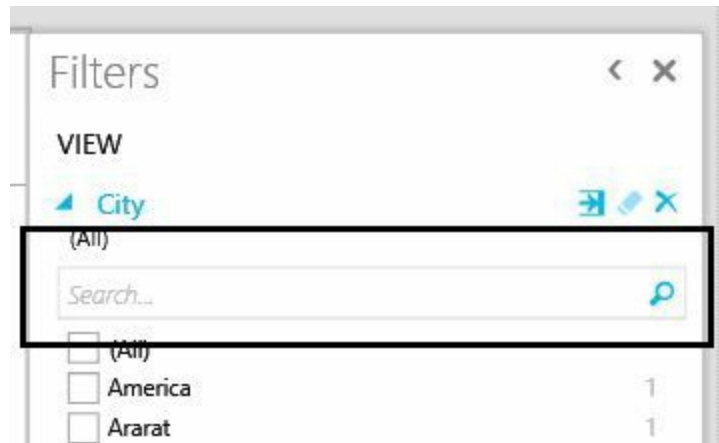 Filters
VIEW
City
(All)
Search...
(All)
America 1
Ararat 1